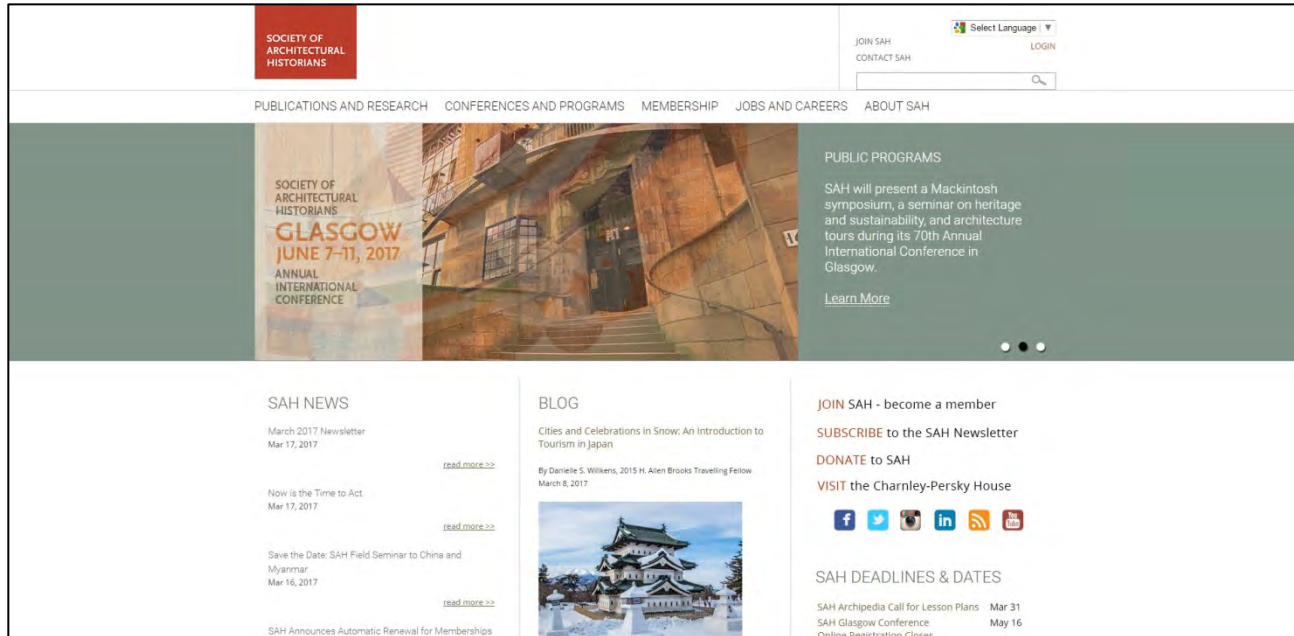 SOCIETY OF
ARCHITECTURAL
HISTORIANS
Select Language ▼
JOIN SAH
LOGIN
CONTACT SAH
PUBLICATIONS AND RESEARCH CONFERENCES AND PROGRAMS MEMBERSHIP JOBS AND CAREERS ABOUT SAH
SOCIETY OF
ARCHITECTURAL
HISTORIANS
GLASGOW
JUNE 7–11, 2017
ANNUAL
INTERNATIONAL
CONFERENCE
PUBLIC PROGRAMS
SAH will present a Mackintosh
symposium, a seminar on heritage
and sustainability, and architecture
tours during its 70th Annual
International Conference in
Glasgow.
Learn More
SAH NEWS
March 2017 Newsletter
Mar 17, 2017
read more >>
Now is the Time to Act
Mar 17, 2017
read more >>
Save the Date: SAH Field Seminar to China and
Myanmar
Mar 16, 2017
read more >>
SAH Announces Automatic Renewal for Memberships
BLOG
Cities and Celebrations in Snow: An Introduction to
Tourism in Japan
By Danielle S. Willkens, 2015 H. Allen Brooks Travelling Fellow
March 8, 2017
JOIN SAH - become a member
SUBSCRIBE to the SAH Newsletter
DONATE to SAH
VISIT the Charnley-Persky House
f
in
You
Tube
SAH DEADLINES & DATES
SAH Archipedia Call for Lesson Plans Mar 31
SAH Glasgow Conference May 16
Online Registration Closes